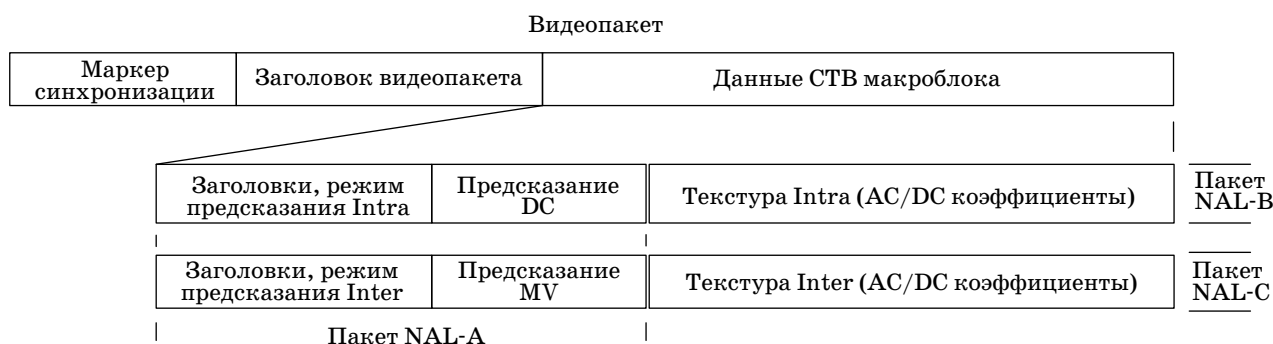 Видеопакет
Маркер
синхронизации
Заголовок видеопакета
Данные СТВ макроблока
Заголовки, режим
предсказания Intra
Предсказание
DC
Текстура Intra (AC/DC коэффициенты)
Пакет
NAL-B
Заголовки, режим
предсказания Inter
Предсказание
MV
Текстура Inter (AC/DC коэффициенты)
Пакет
NAL-C
Пакет NAL-A